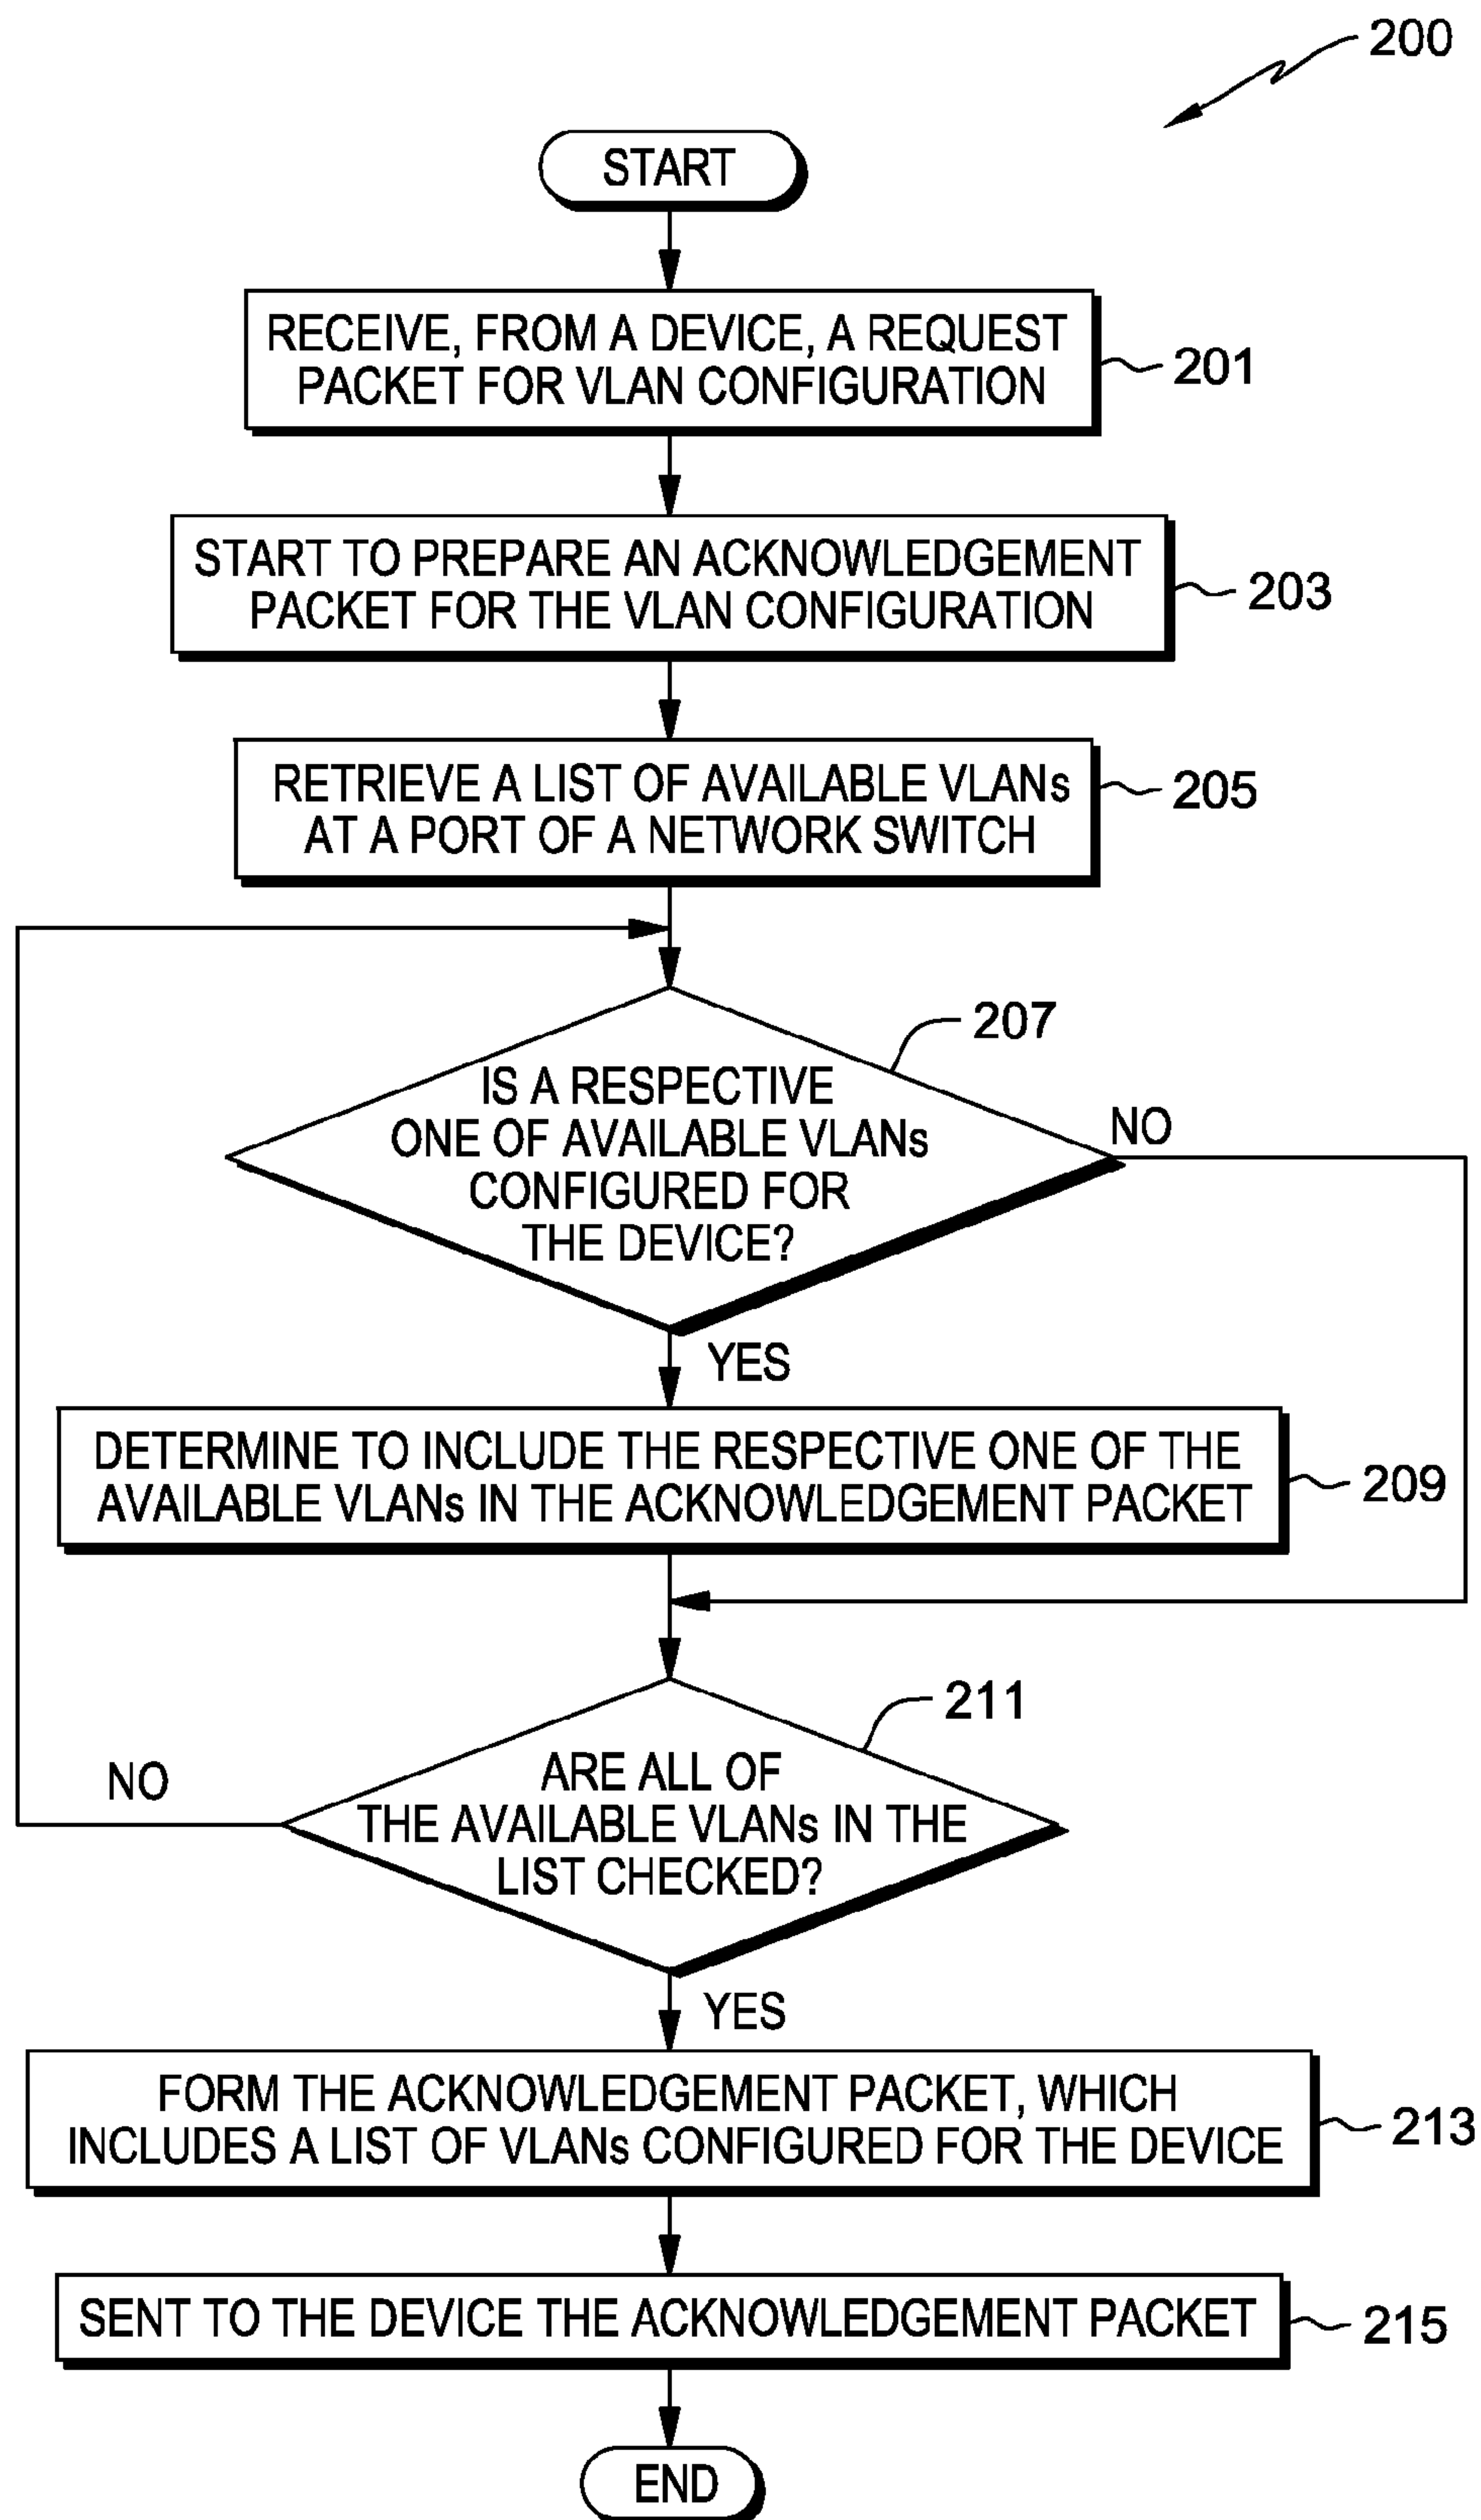 200
START
RECEIVE, FROM A DEVICE, A REQUEST
PACKET FOR VLAN CONFIGURATION
201
START TO PREPARE AN ACKNOWLEDGEMENT
PACKET FOR THE VLAN CONFIGURATION
203
RETRIEVE A LIST OF AVAILABLE VLANs
AT A PORT OF A NETWORK SWITCH
205
207
IS A RESPECTIVE
ONE OF AVAILABLE VLANs
CONFIGURED FOR
THE DEVICE?
NO
YES
DETERMINE TO INCLUDE THE RESPECTIVE ONE OF THE
AVAILABLE VLANs IN THE ACKNOWLEDGEMENT PACKET
209
211
ARE ALL OF
THE AVAILABLE VLANs IN THE
LIST CHECKED?
NO
YES
FORM THE ACKNOWLEDGEMENT PACKET, WHICH
INCLUDES A LIST OF VLANs CONFIGURED FOR THE DEVICE
213
SENT TO THE DEVICE THE ACKNOWLEDGEMENT PACKET
215
END